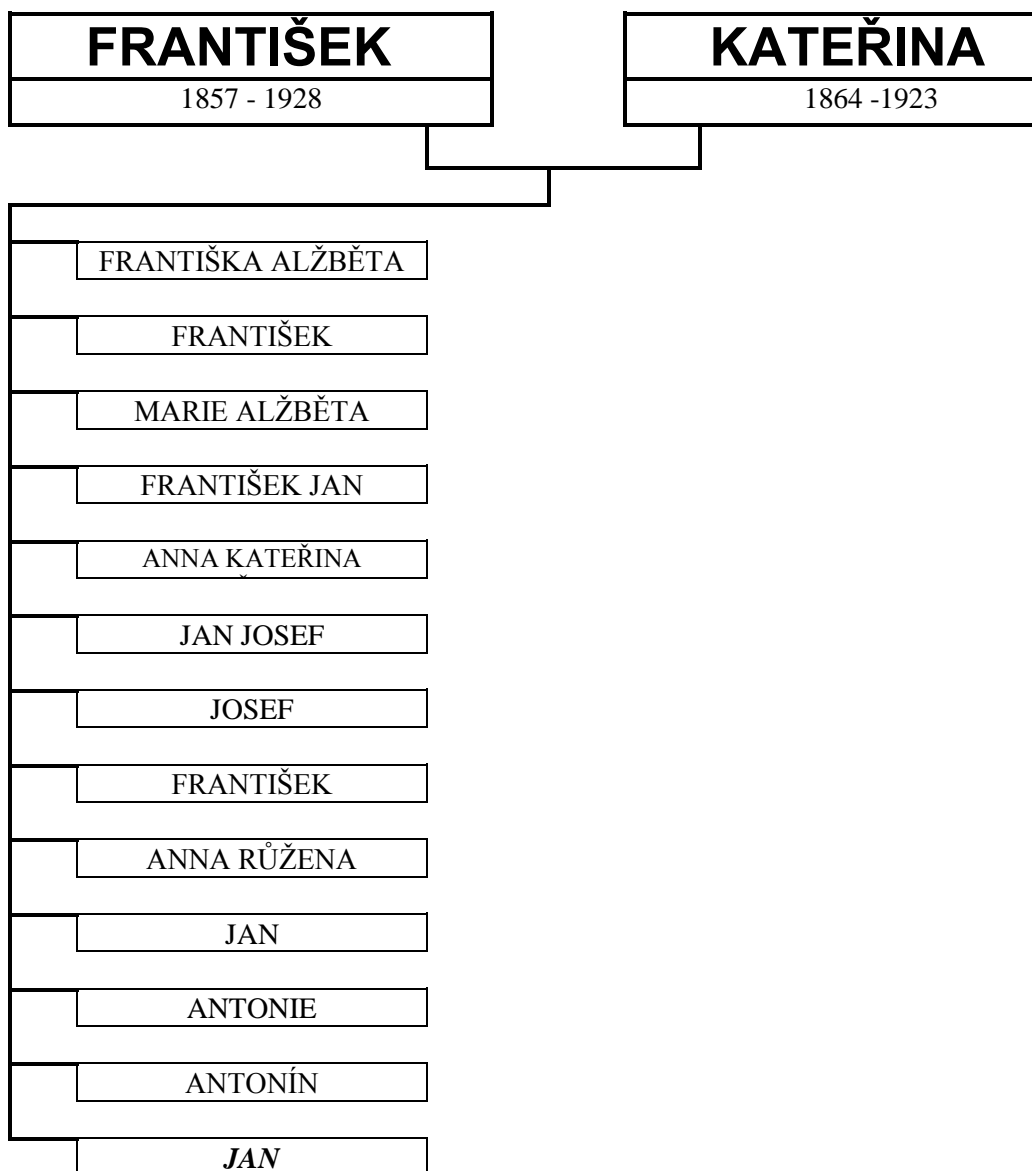 FRANTIŠEK
KATEŘINA
1857 - 1928
1864 -1923
FRANTIŠKA ALŽBĚTA
FRANTIŠEK
MARIE ALŽBĚTA
FRANTIŠEK JAN
ANNA KATEŘINA
JAN JOSEF
JOSEF
FRANTIŠEK
ANNA RŮŽENA
JAN
ANTONIE
ANTONÍN
JAN